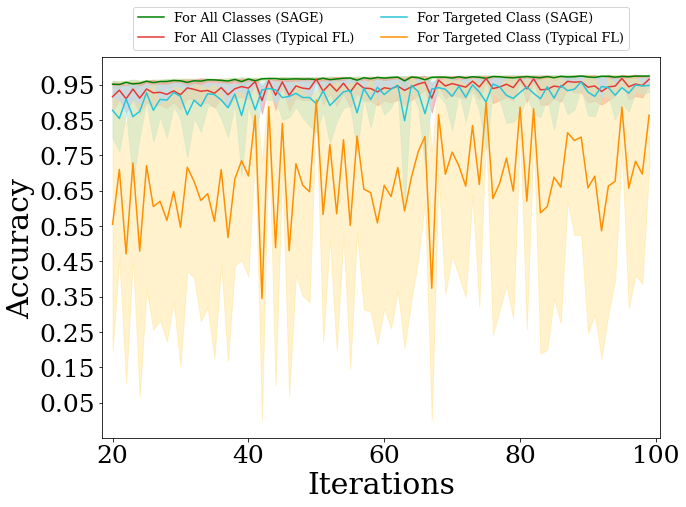 For All Classes (SAGE)
For All Classes (Typical FL)
For Targeted Class (SAGE)
For Targeted Class (Typical FL)
Accuracy
0.95
0.85
0.75
0.65
0.55
0.45
0.35
0.25
0.15
0.05
20 40 60 80 100
Iterations